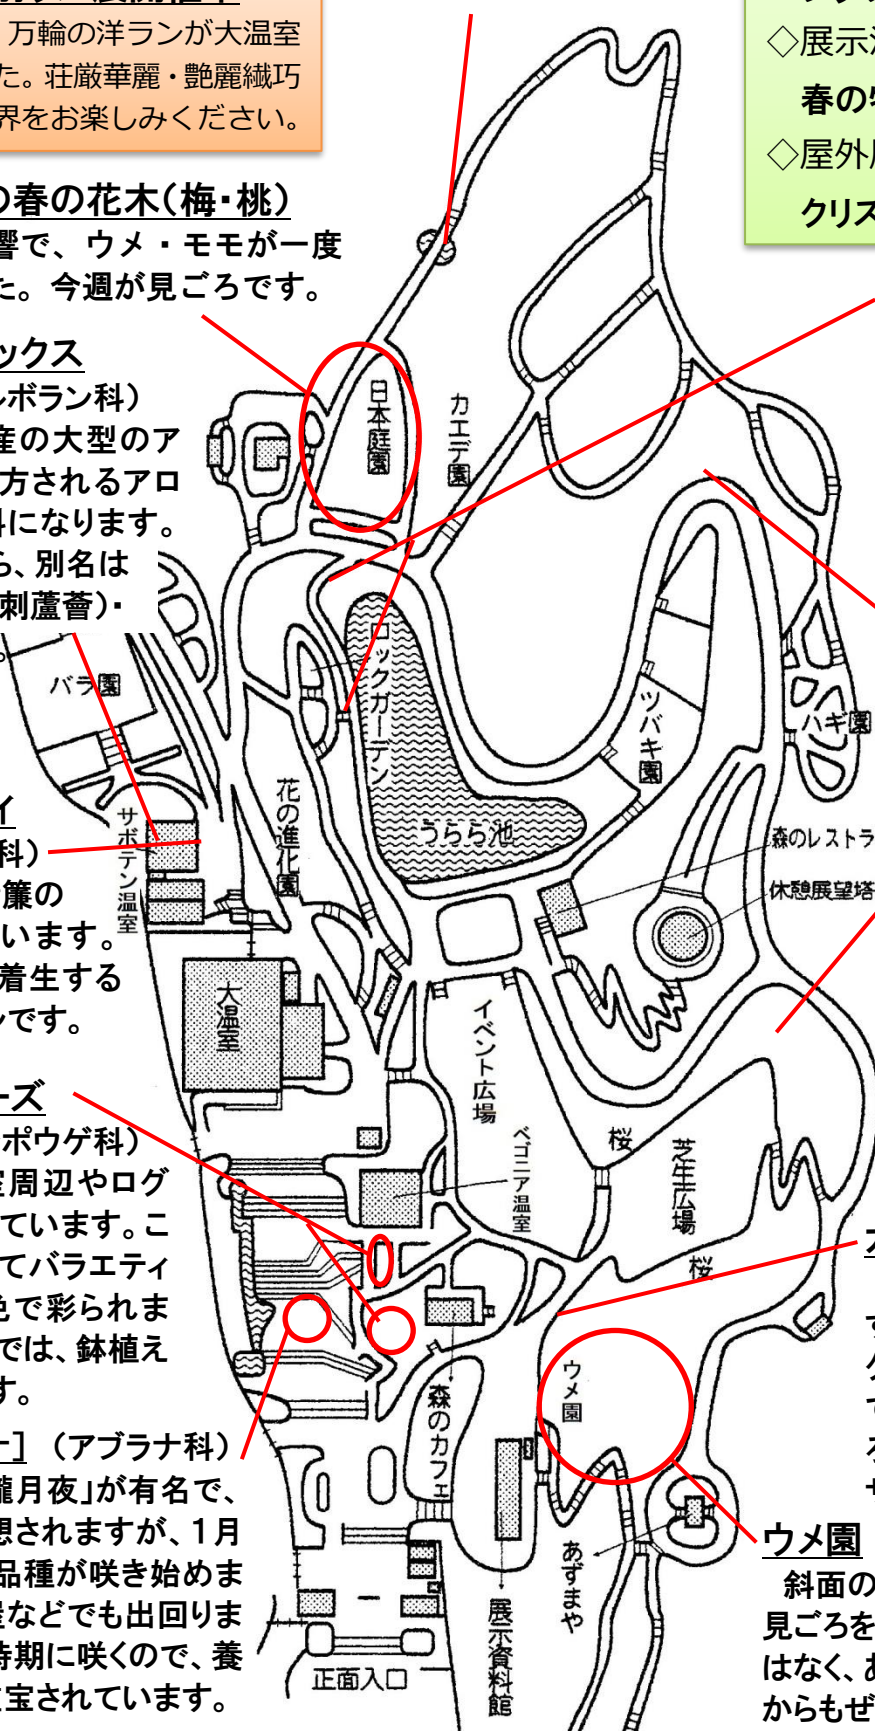 万輪の洋ランが大温室
た。荘厳華麗・艶麗繊巧
界をお楽しみください。
◇展示
春の
◇屋外
クリス
の春の花木（梅・桃）
響で、ウメ・モモが一度
た。今週が見ごろです。
ックス
ルボラン科）
産の大型のア
方されるアロ
料になります。
ら、別名は
刺蘆薈）・
。
イ
科）
簾の
います。
着生する
ンです。
ーズ
ポウゲ科）
室周辺やログ
ています。こ
てバラエティ
色で彩られま
では、鉢植え
す。
ナ］（アブラナ科）
朧月夜」が有名で、
想されますが、1月
品種が咲き始めま
屋などでも出回りま
時期に咲くので、養
宝されています。
日本庭園
カエデ園
ロックガーデン
バラ園
ツバキ園
ハギ園
花の進化園
うらら池
サボテン温室
森のレストラ
休憩展望塔
大温室
イベント広場
ベゴニア温室
桜
芝生広場
桜
ウメ園
森のカフェ
あずまや
展示資料館
正面入口
ウメ園
斜面の
見ごろを
はなく、あ
からもぜ